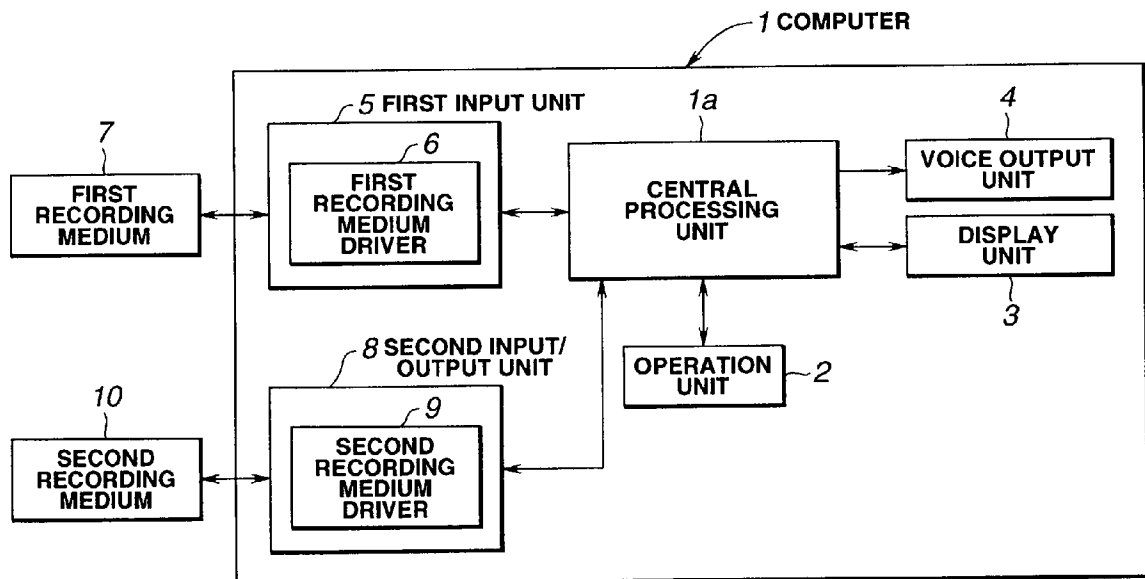 1 COMPUTER
5 FIRST INPUT UNIT
1a
4
7
6
VOICE OUTPUT
UNIT
FIRST
RECORDING
MEDIUM
FIRST
RECORDING
MEDIUM
DRIVER
CENTRAL
PROCESSING
UNIT
DISPLAY
UNIT
3
8 SECOND INPUT/
OUTPUT UNIT
OPERATION
UNIT
2
10
9
SECOND
RECORDING
MEDIUM
SECOND
RECORDING
MEDIUM
DRIVER